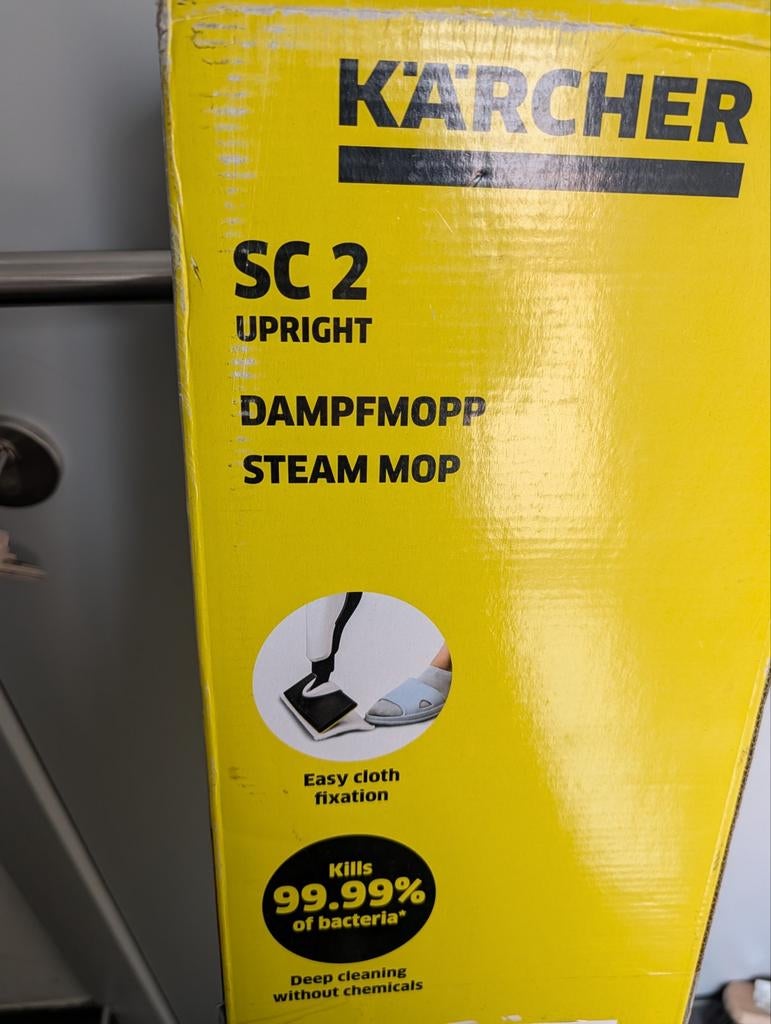 KÄRCHER
SC 2
UPRIGHT
DAMPFMOPP
STEAM MOP
Easy cloth
fixation
Kills
99.99%
of bacteria*
Deep cleaning
without chemicals